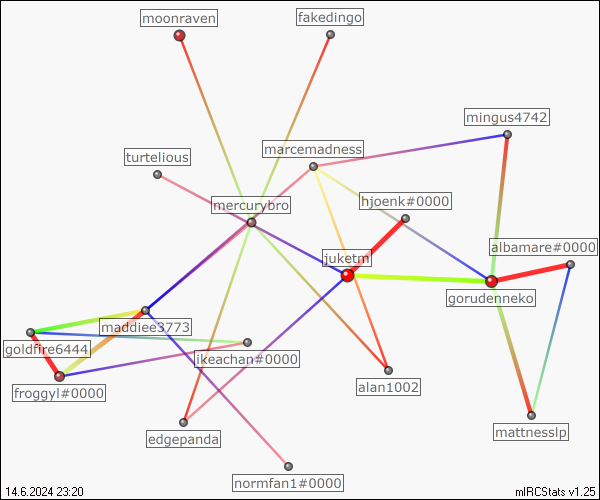 moonraven
fakedingo
mingus4742
marcemadness
turtelious
hjoenk#0000
mercurybro
albamare#0000
juketm
gorudenneko
maddiee3773
goldfire6444
ikeachan#0000
froggyl#0000
alan1002
mattnesslp
edgepanda
normfan1#0000
14.6.2024 23:20
mIRCStats v1.25